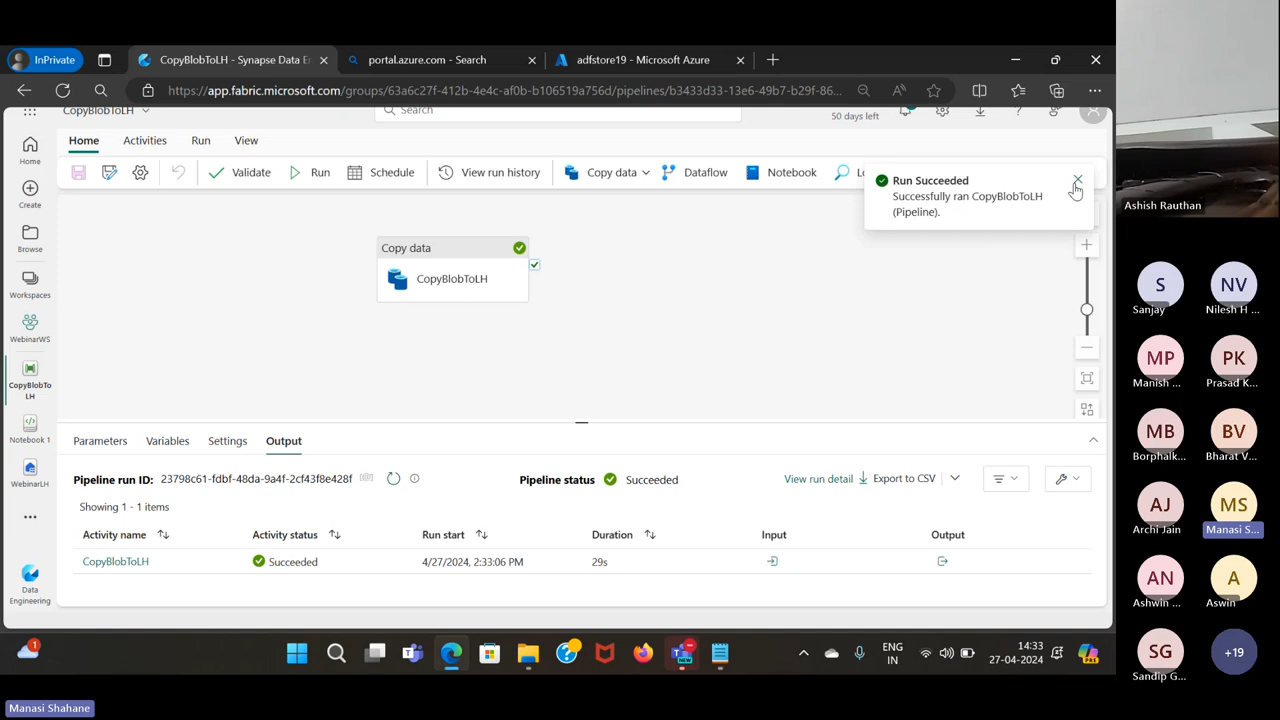 InPrivate
CopyBlobToLH - Synapse Data E
portal.azure.com - Search
adfstore19 - Microsoft Azure
https://app.fabric.microsoft.com/groups/63a6c27f-412b-4e4c-af0b-b106519a756d/pipelines/b3433d33-13e6-49b7-b29f-86...
CopyBlobToLH
Search
50 days left
Home
Activities
Run
View
Validate
Run
Schedule
View run history
Copy data
Dataflow
Notebook
Lo
Run Succeeded
Successfully ran CopyBlobToLH
(Pipeline).
Home
Create
Browse
Workspaces
WebinarWS
CopyBlobTo
LH
Notebook 1
WebinarLH
Data
Engineering
Copy data
CopyBlobToLH
Parameters
Variables
Settings
Output
Pipeline run ID: 23798c61-fdbf-48da-9a4f-2cf43f8e428f
Pipeline status
Succeeded
View run detail
Export to CSV
Showing 1 - 1 items
Activity name
Activity status
Run start
Duration
Input
Output
CopyBlobToLH
Succeeded
4/27/2024, 2:33:06 PM
29s
1
NEW
ENG
IN
14:33
27-04-2024
PRE
Manasi Shahane
Ashish Rauthan
S
Sanjay
NV
Nilesh H ...
MP
Manish ...
PK
Prasad K...
MB
Borphalk...
BV
Bharat V...
AJ
Archi Jain
MS
Manasi S...
AN
Ashwin ...
A
Aswin
SG
Sandip G...
+19